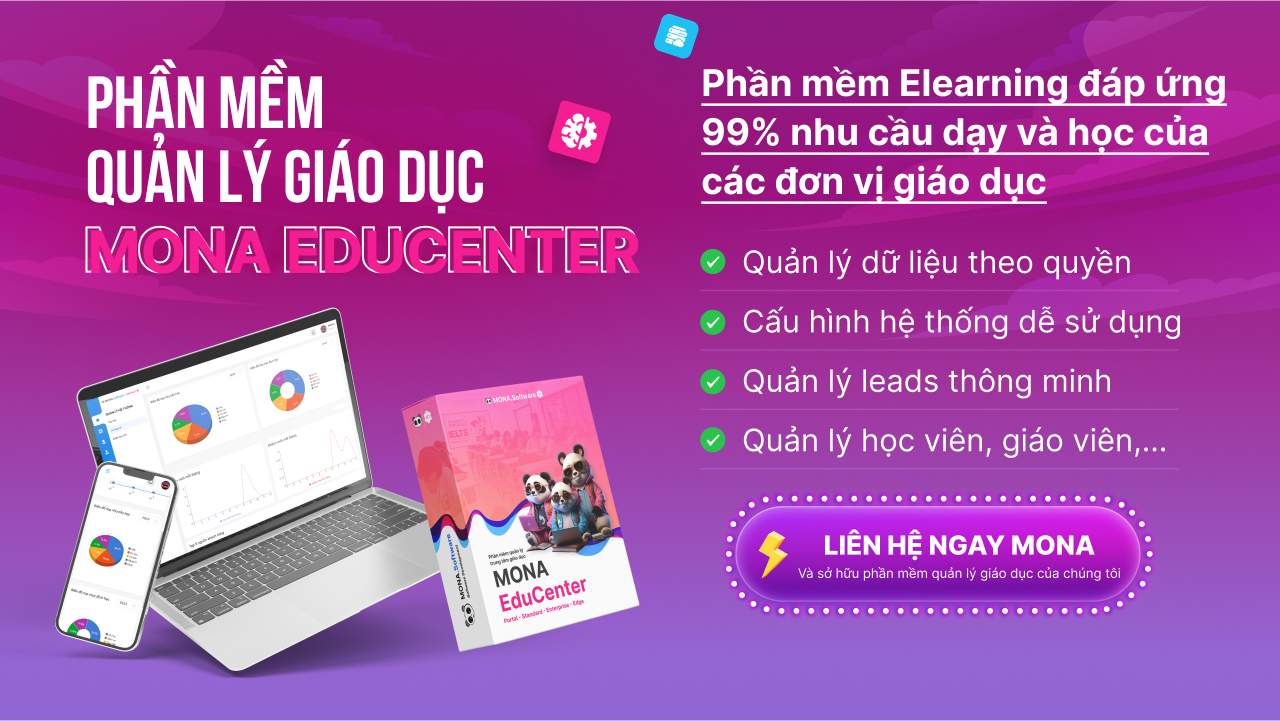 PHẦN MỀM
QUẢN LÝ GIÁO DỤC
MONA EDUCENTER
Phần mềm Elearning đáp ứng
99% nhu cầu dạy và học của
các đơn vị giáo dục
Quản lý dữ liệu theo quyền
Cấu hình hệ thống dễ sử dụng
Quản lý leads thông minh
Quản lý học viên, giáo viên,...
LIÊN HỆ NGAY MONA
Và sở hữu phần mềm quản lý giáo dục của chúng tôi
MONA.Software
IELTS
Phần mềm quản lý
trung tâm giáo dục
MONA
EduCenter
Portal - Standard - Enterprise - Edge
MONA.Software